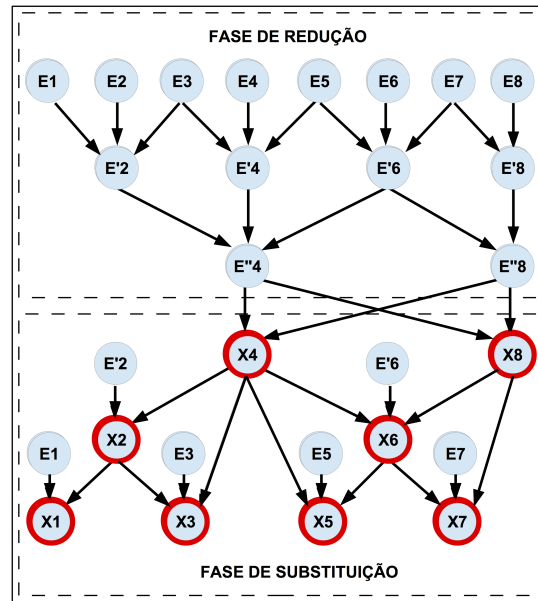 FASE DE REDUÇÃO
E1 E2 E3 E4 E5 E6 E7 E8
E'2 E'4 E'6 E'8
E"4 E"8
X4 X8
E'2 E'6
X2 X6
E1 E3 E5 E7
X1 X3 X5 X7
FASE DE SUBSTITUIÇÃO